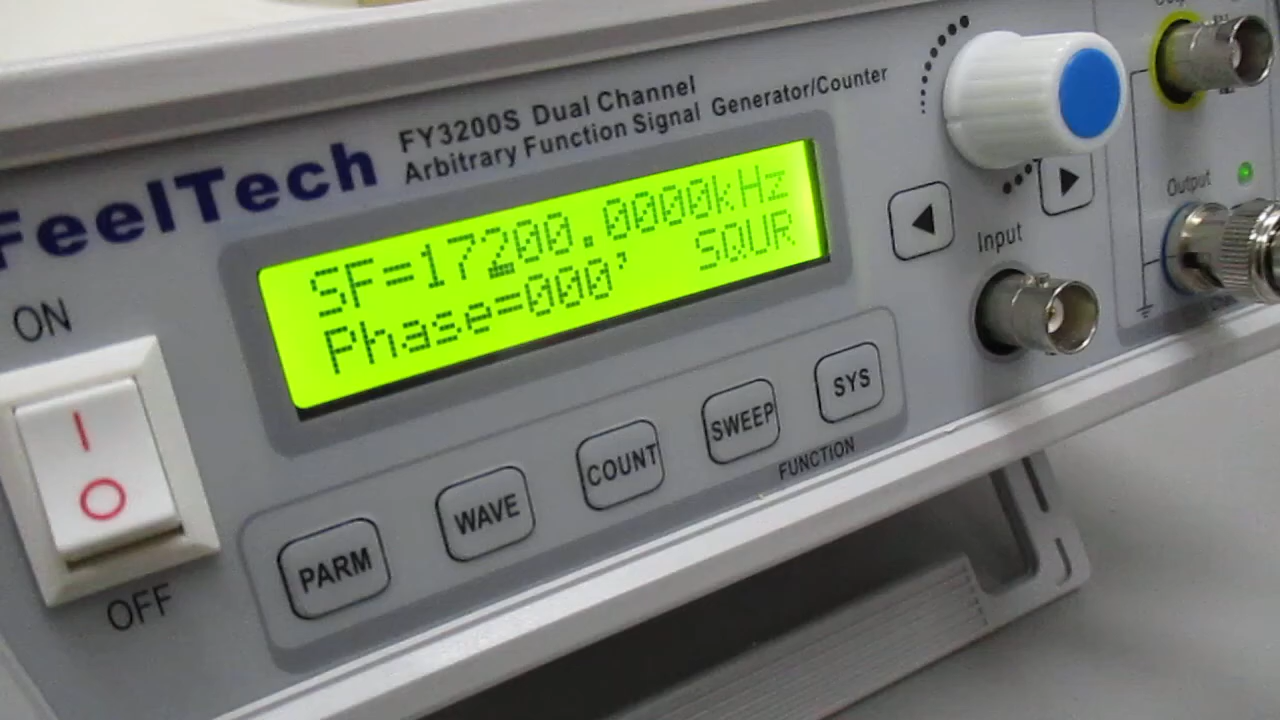 FY3200S Dual Channel
Arbitrary Function Signal Generator/Counter
FeelTech
SF=17200.0000kHz
Phase=000' SQUR
ON
I
O
OFF
PARM
WAVE
COUNT
SWEEP
SYS
FUNCTION
Input
Output